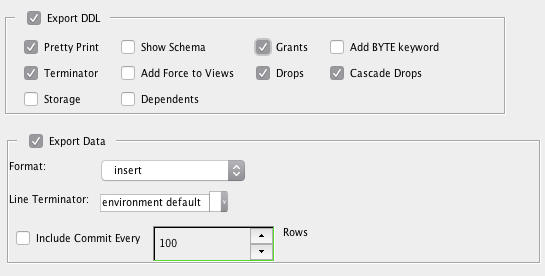 Export DDL
Pretty Print Show Schema Grants Add BYTE keyword
Terminator Add Force to Views Drops Cascade Drops
Storage Dependents
Export Data
Format: insert
Line Terminator: environment default
Include Commit Every 100 Rows